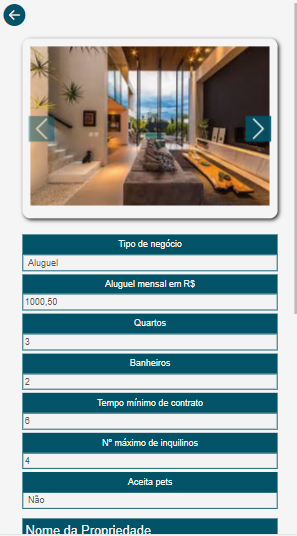 Tipo de negócio
Aluguel
Aluguel mensal em R$
1000,50
Quartos
3
Banheiros
2
Tempo mínimo de contrato
6
Nº máximo de inquilinos
4
Aceita pets
Não
Nome da Propriedade